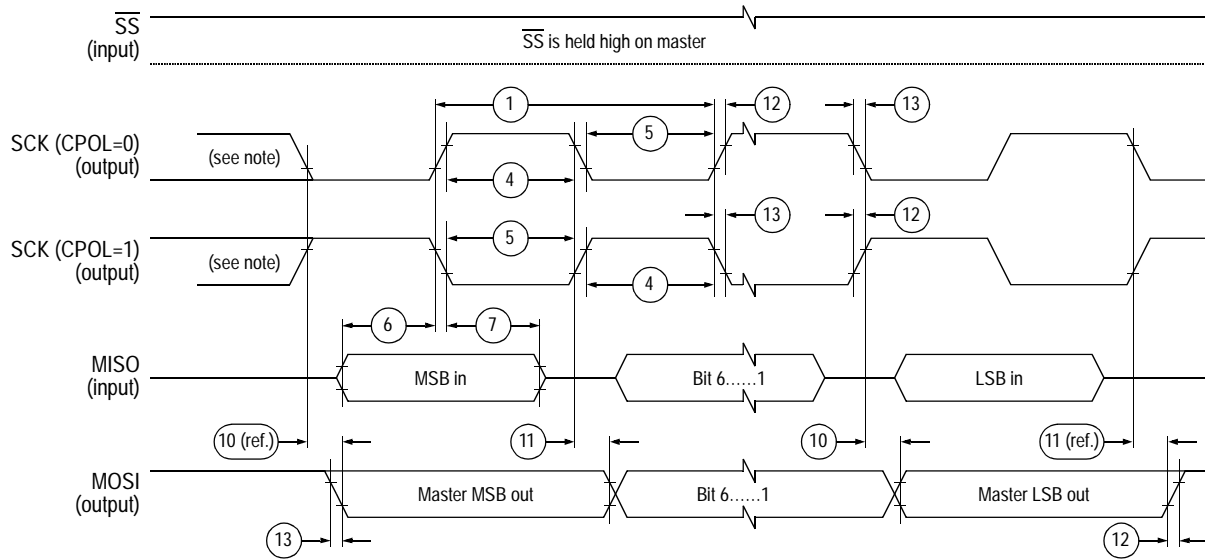 SS
(input)
SS is held high on master
1
12
13
SCK (CPOL=0)
(output)
(see note)
5
4
13
12
SCK (CPOL=1)
(output)
(see note)
5
4
6
7
MISO
(input)
MSB in
Bit 6......1
LSB in
10 (ref.)
11
10
11 (ref.)
MOSI
(output)
Master MSB out
Bit 6......1
Master LSB out
13
12